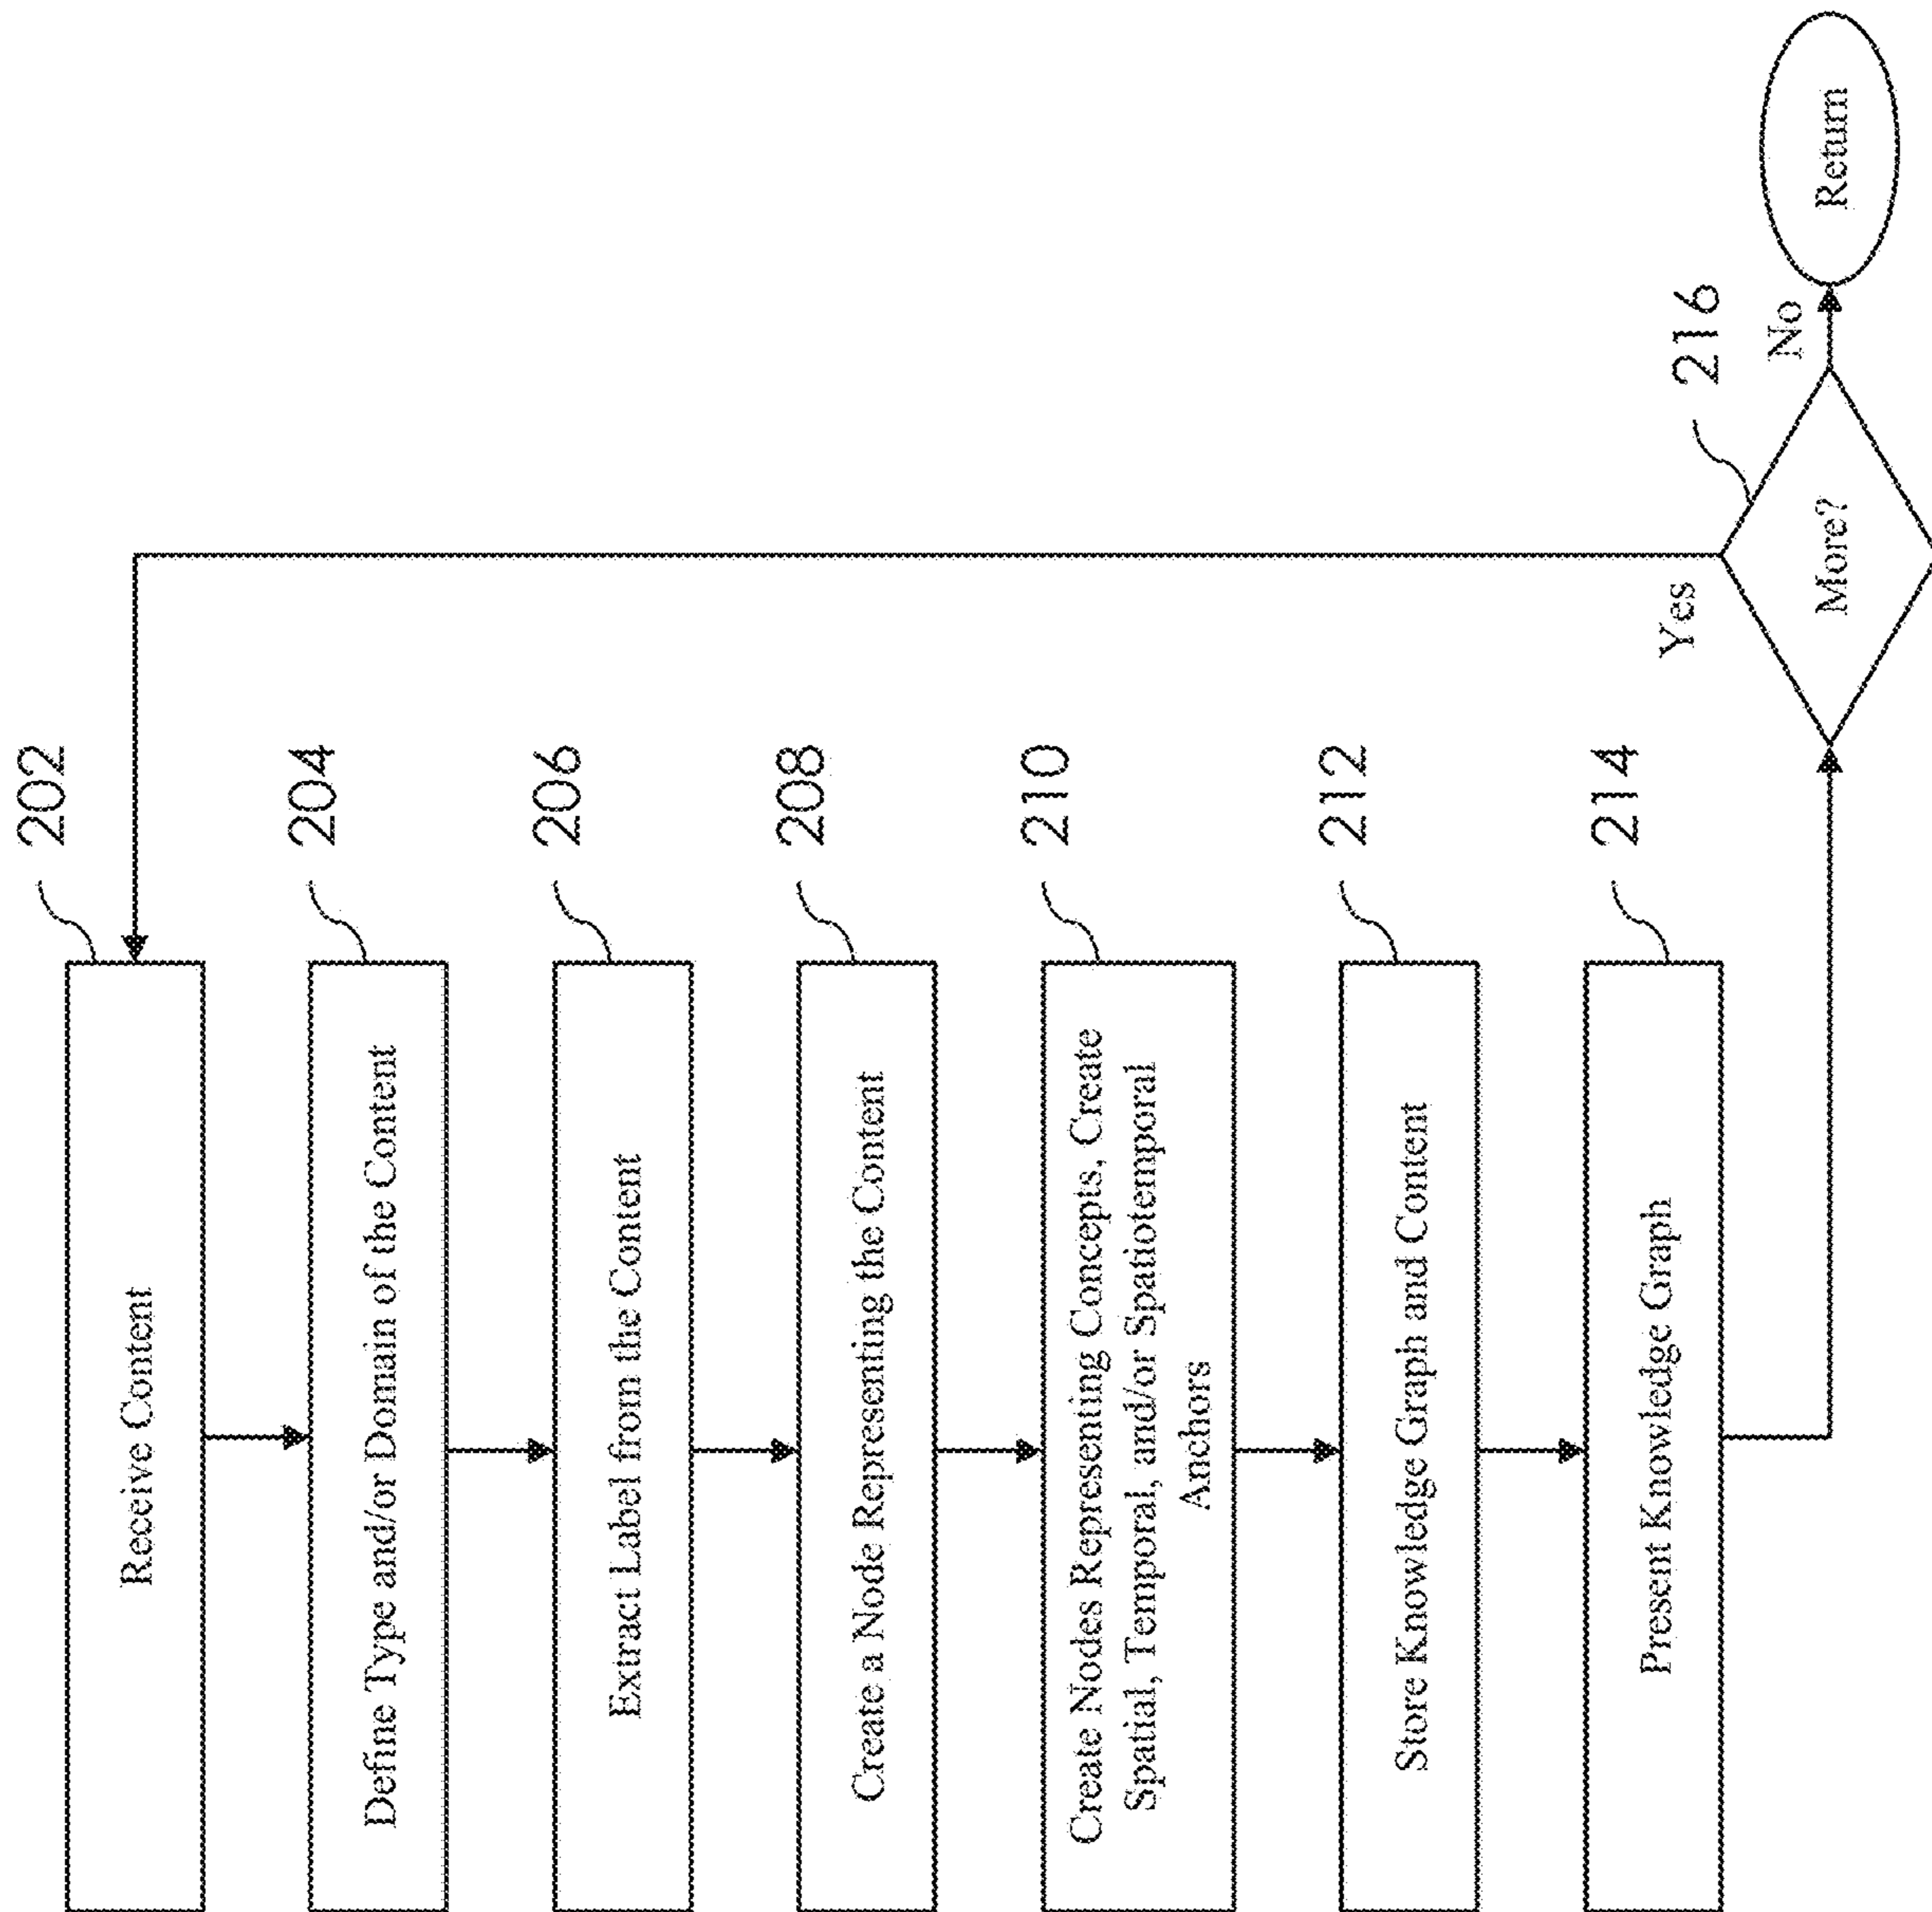 Receive Content
202
Define Type and/or Domain of the Content
204
Extract Label from the Content
206
Create a Node Representing the Content
208
Create Nodes Representing Concepts, Create
Spatial, Temporal, and/or Spatiotemporal
Anchors
210
Store Knowledge Graph and Content
212
Present Knowledge Graph
214
Yes
216
More?
No
Return